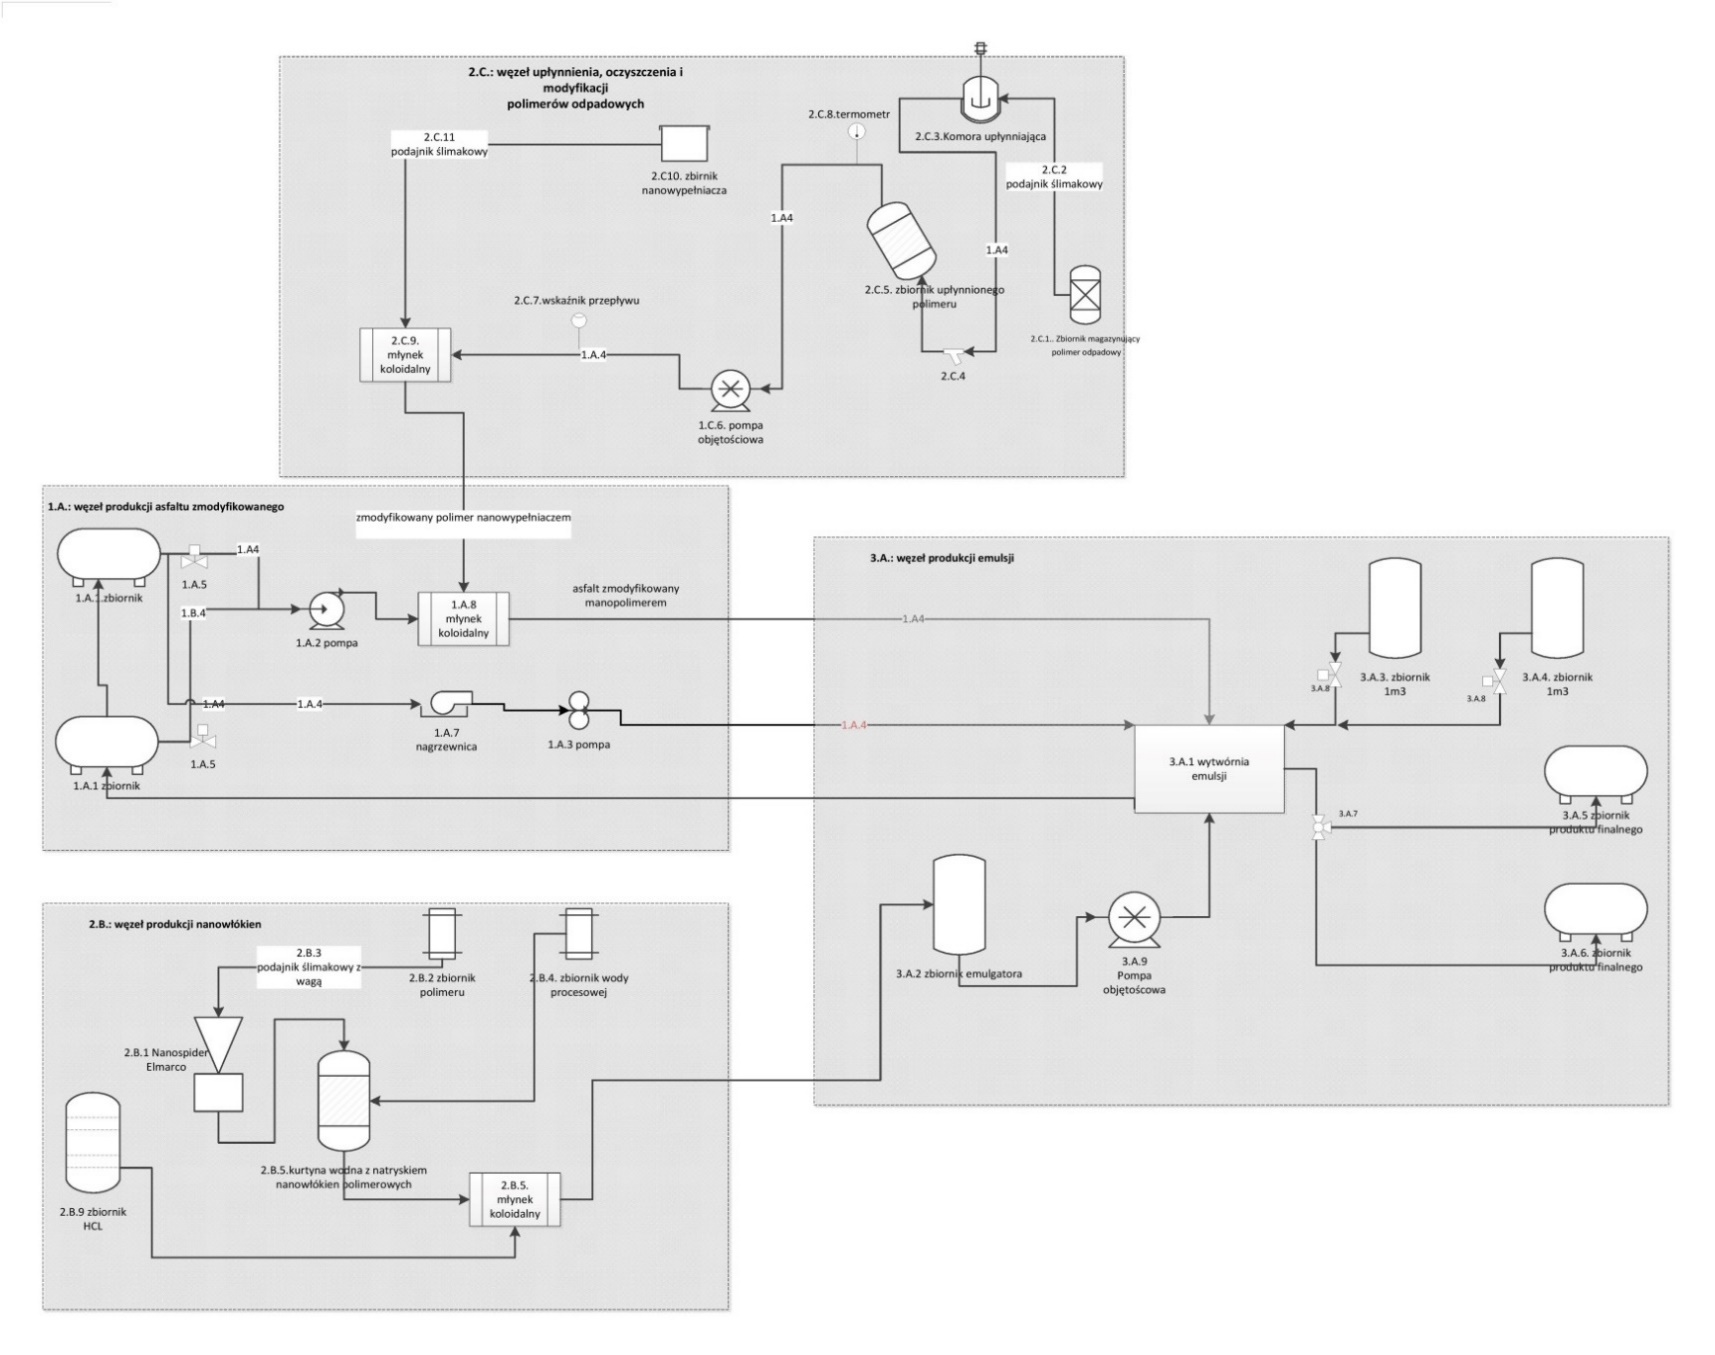 2.C.: węzeł upłynnienia, oczyszczenia i
modyfikacji
polimerów odpadowych
2.C.11
podajnik ślimakowy
2.C10. zbirnik
nanowypełniacza
2.C.8.termometr
2.C.3.Komora upłynniająca
2.C.2
podajnik ślimakowy
1.A4
1.A4
2.C.5. zbiornik upłynnionego
polimeru
2.C.7.wskaźnik przepływu
2.C.9.
młynek
koloidalny
1.A.4
2.C.1.. Zbiornik magazynujący
polimer odpadowy
2.C.4
1.C.6. pompa
objętościowa
1.A.: węzeł produkcji asfaltu zmodyfikowanego
zmodyfikowany polimer nanowypełniaczem
1.A4
1.A.5
1.A.1.zbiornik
1.B.4
1.A.2 pompa
1.A.8
młynek
koloidalny
asfalt zmodyfikowany
manopolimerem
1.A4
1.A4
1.A.4
1.A.7
nagrzewnica
1.A.3 pompa
1.A.4
1.A.5
1.A.1 zbiornik
3.A.: węzeł produkcji emulsji
3.A.8
3.A.3. zbiornik
1m3
3.A.8
3.A.4. zbiornik
1m3
3.A.1 wytwórnia
emulsji
3.A.7
3.A.5 zbiornik
produktu finalnego
3.A.6. zbiornik
produktu finalnego
3.A.2 zbiornik emulgatora
3.A.9
Pompa
objętoścowa
2.B.: węzeł produkcji nanowłókien
2.B.3
podajnik ślimakowy z
wagą
2.B.2 zbiornik
polimeru
2.B.4. zbiornik wody
procesowej
2.B.1 Nanospider
Elmarco
2.B.5.kurtyna wodna z natryskiem
nanowłókien polimerowych
2.B.5.
młynek
koloidalny
2.B.9 zbiornik
HCL